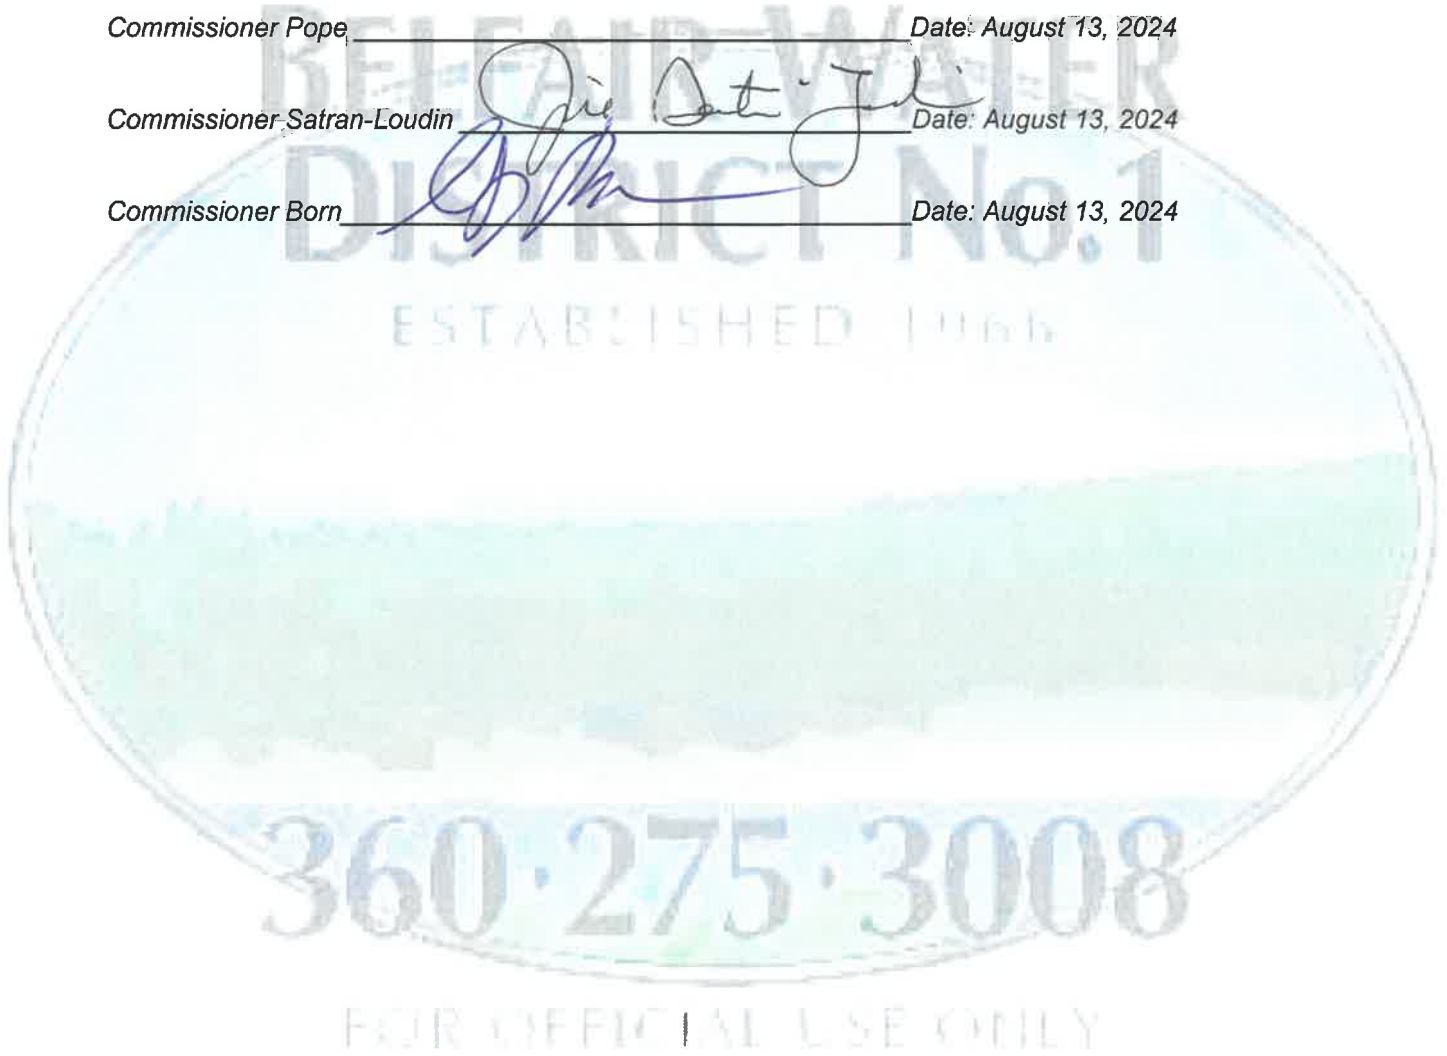 BELFAIR WATER
Commissioner Pope Date: August 13, 2024
Commissioner Satran-Loudin Date: August 13, 2024
DISTRICT No.1
Commissioner Born Date: August 13, 2024
ESTABLISHED 1966
360·275·3008
FOR OFFICIAL USE ONLY